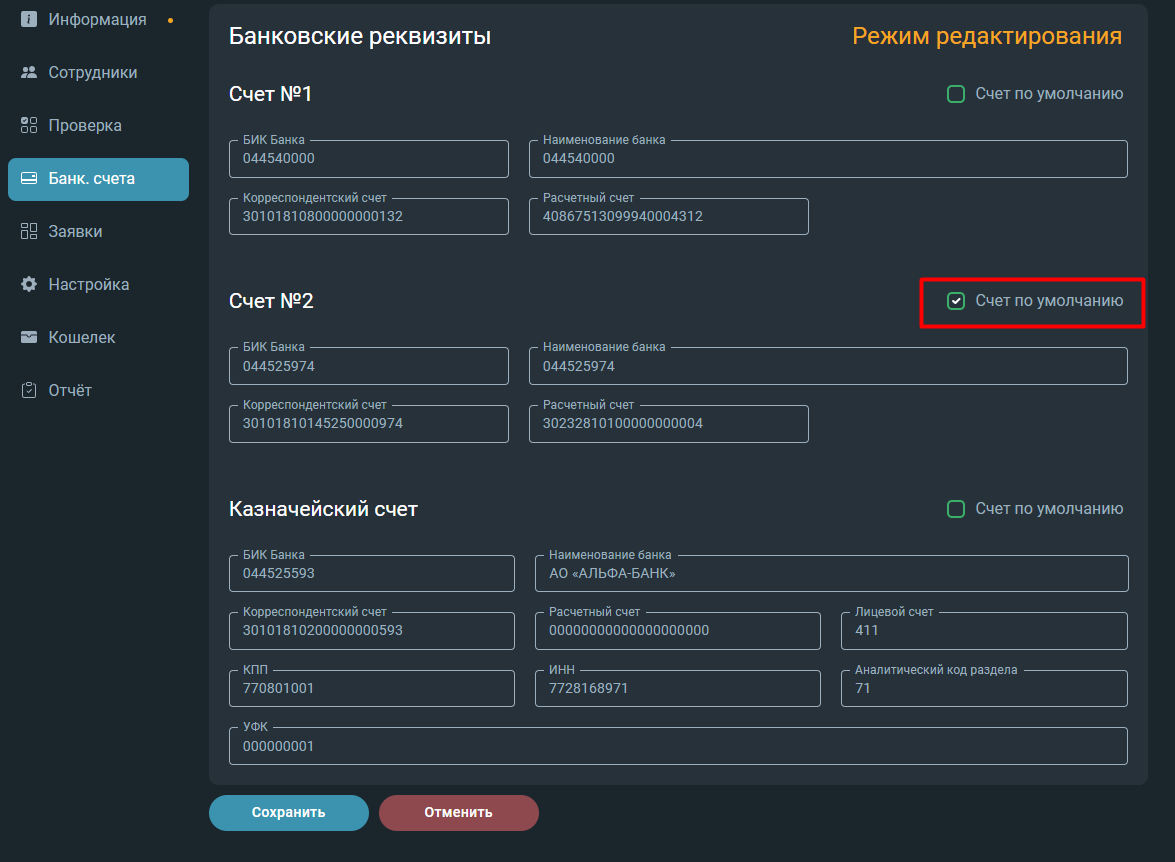 Информация
Сотрудники
Проверка
Банк. счета
Заявки
Настройка
Кошелек
Отчёт
Банковские реквизиты
Режим редактирования
Счет №1
Счет по умолчанию
БИК Банка
044540000
Наименование банка
044540000
Корреспондентский счет
30101810800000000132
Расчетный счет
40867513099940004312
Счет №2
Счет по умолчанию
БИК Банка
044525974
Наименование банка
044525974
Корреспондентский счет
30101810145250000974
Расчетный счет
30232810100000000004
Казначейский счет
Счет по умолчанию
БИК Банка
044525593
Наименование банка
АО «АЛЬФА-БАНК»
Корреспондентский счет
30101810200000000593
Расчетный счет
00000000000000000000
Лицевой счет
411
КПП
770801001
ИНН
7728168971
Аналитический код раздела
71
УФК
000000001
Сохранить
Отменить